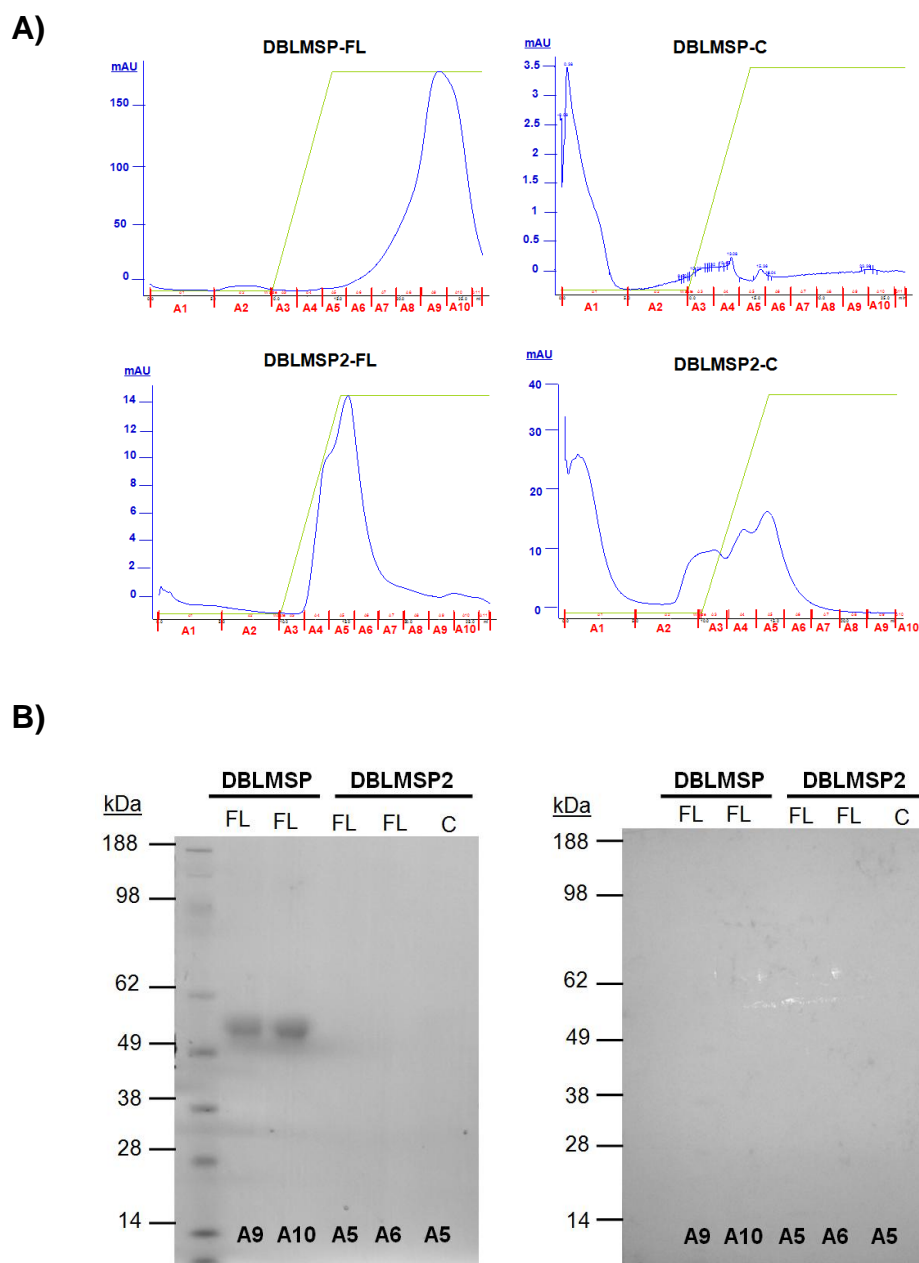 A)
DBLMSP-FL
mAU
150
100
50
0
A1 A2 A3 A4 A5 A6 A7 A8 A9 A10
DBLMSP-C
mAU
3.5
3
2.5
2
1.5
1
0.5
0
A1 A2 A3 A4 A5 A6 A7 A8 A9 A10
DBLMSP2-FL
mAU
14
12
10
8
6
4
2
0
A1 A2 A3 A4 A5 A6 A7 A8 A9 A10
DBLMSP2-C
mAU
40
30
20
10
0
A1 A2 A3 A4 A5 A6 A7 A8 A9 A10
B)
DBLMSP DBLMSP2
kDa FL FL FL FL C
188
98
62
49
38
28
14
A9 A10 A5 A6 A5
DBLMSP DBLMSP2
kDa FL FL FL FL C
188
98
62
49
38
28
14
A9 A10 A5 A6 A5